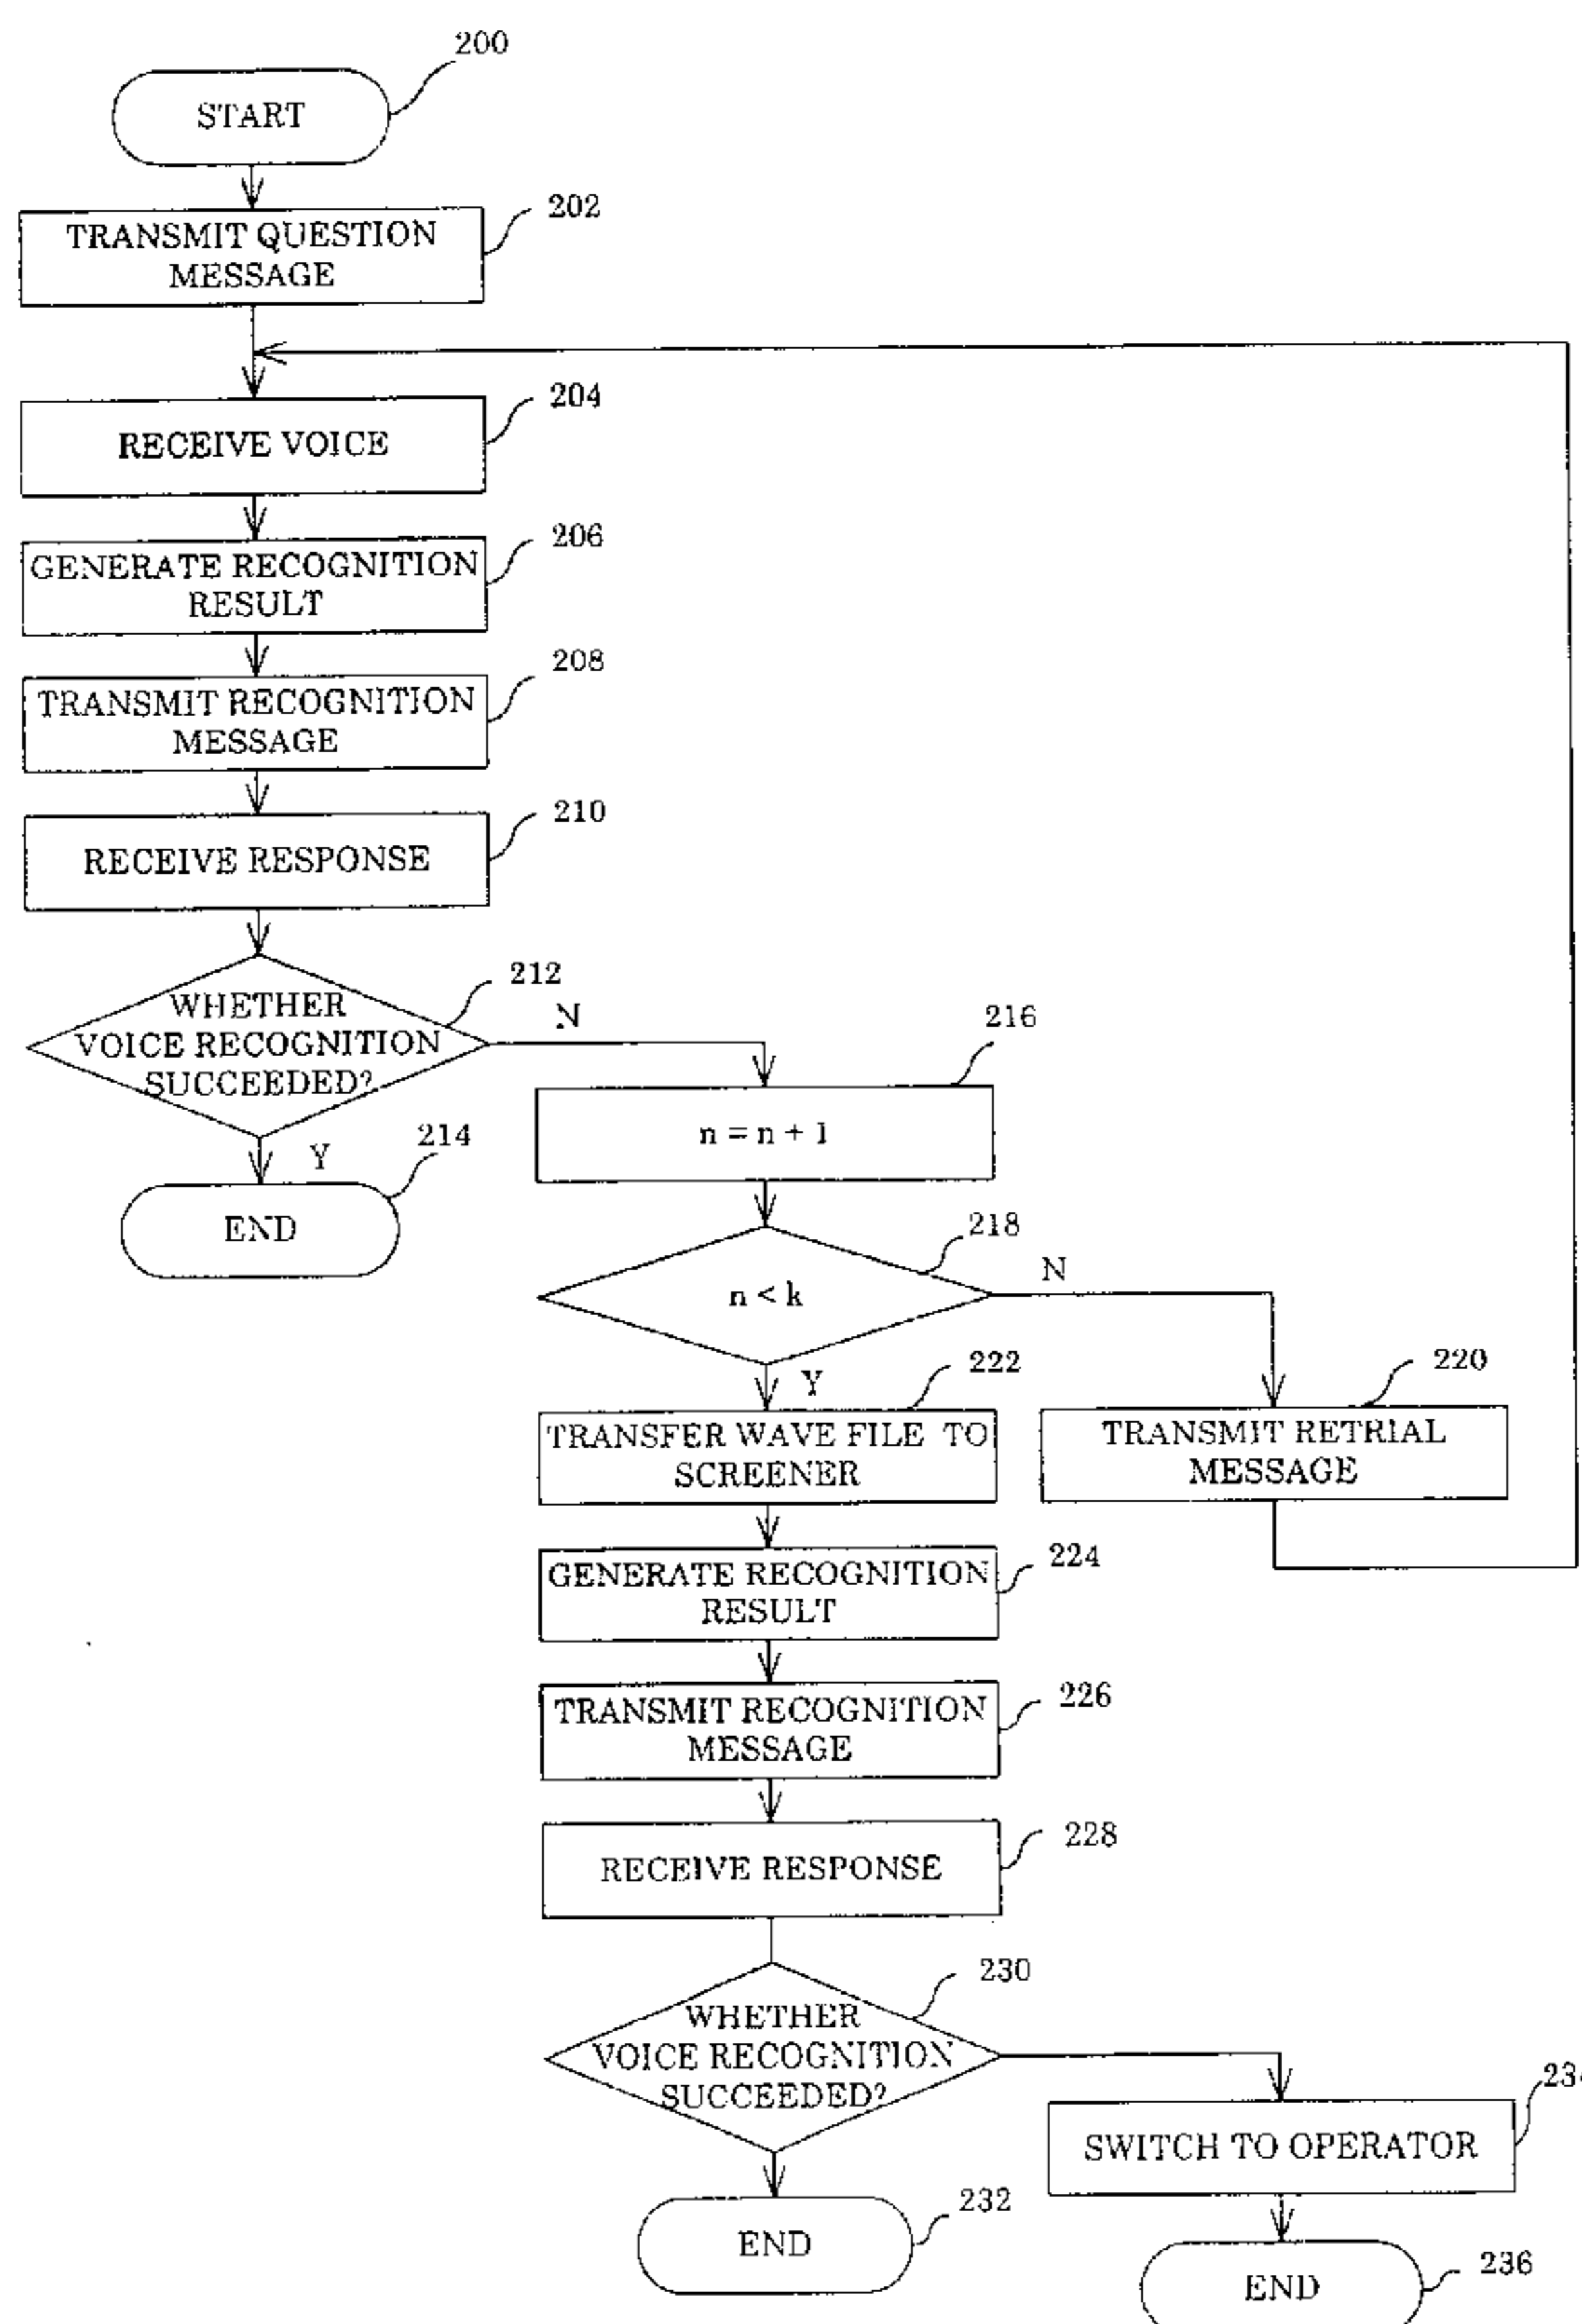 200
START
202
TRANSMIT QUESTION
MESSAGE
204
RECEIVE VOICE
206
GENERATE RECOGNITION
RESULT
208
TRANSMIT RECOGNITION
MESSAGE
210
RECEIVE RESPONSE
212
WHETHER
VOICE RECOGNITION
SUCCEEDED?
N
Y
214
END
216
n = n + 1
218
n < k
N
Y
220
TRANSMIT RETRIAL
MESSAGE
222
TRANSFER WAVE FILE TO
SCREENER
224
GENERATE RECOGNITION
RESULT
226
TRANSMIT RECOGNITION
MESSAGE
228
RECEIVE RESPONSE
230
WHETHER
VOICE RECOGNITION
SUCCEEDED?
232
END
SWITCH TO OPERATOR
236
END